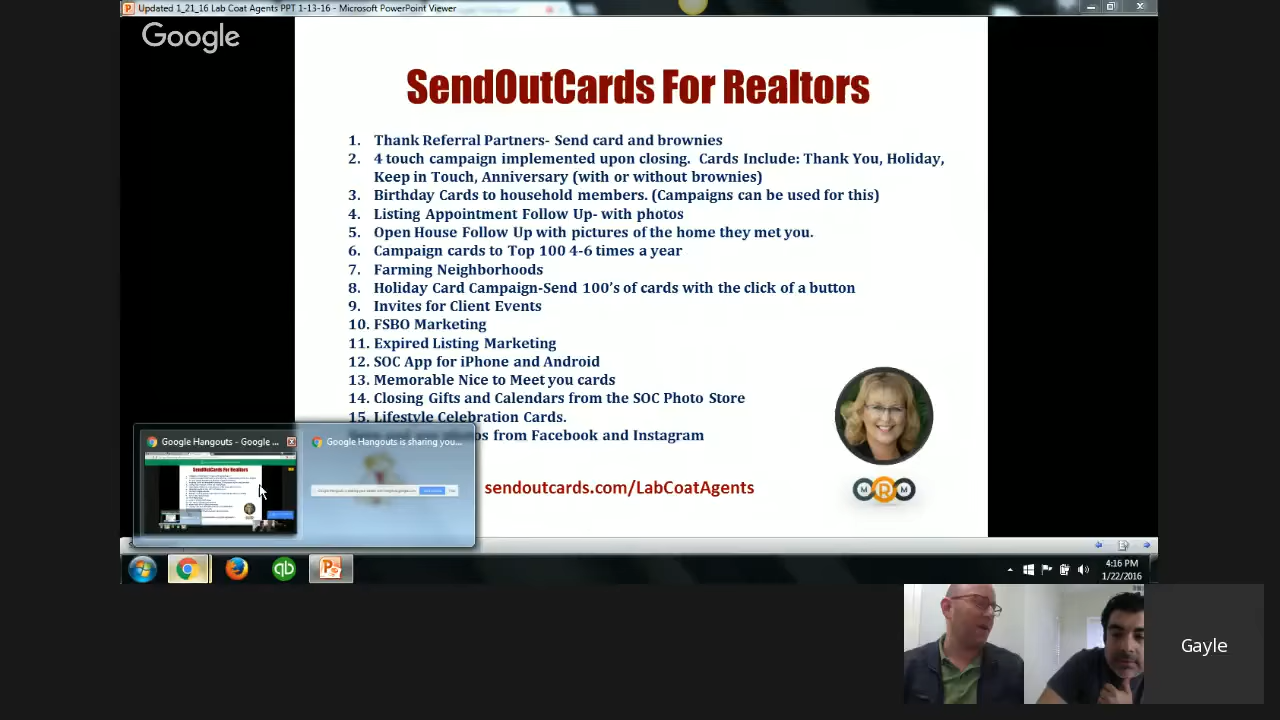 Updated 1_21_16 Lab Coat Agents PPT 1-13-16 - Microsoft PowerPoint Viewer
Google
SendOutCards For Realtors
1. Thank Referral Partners- Send card and brownies
2. 4 touch campaign implemented upon closing. Cards Include: Thank You, Holiday,
Keep in Touch, Anniversary (with or without brownies)
3. Birthday Cards to household members. (Campaigns can be used for this)
4. Listing Appointment Follow Up- with photos
5. Open House Follow Up with pictures of the home they met you.
6. Campaign cards to Top 100 4-6 times a year
7. Farming Neighborhoods
8. Holiday Card Campaign-Send 100's of cards with the click of a button
9. Invites for Client Events
10. FSBO Marketing
11. Expired Listing Marketing
12. SOC App for iPhone and Android
13. Memorable Nice to Meet you cards
14. Closing Gifts and Calendars from the SOC Photo Store
15. Lifestyle Celebration Cards.
from Facebook and Instagram
Google Hangouts - Google ...
Google Hangouts is sharing you...
SendOutCards For Realtors
sendoutcards.com/LabCoatAgents
M R M
qb
4:16 PM
1/22/2016
Gayle